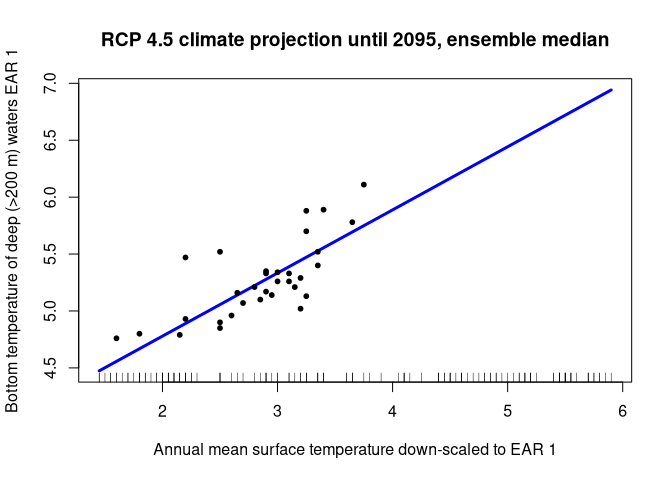 RCP 4.5 climate projection until 2095, ensemble median
Bottom temperature of deep (>200 m) waters EAR 1
7.0
6.5
6.0
5.5
5.0
4.5
2 3 4 5 6
Annual mean surface temperature down-scaled to EAR 1